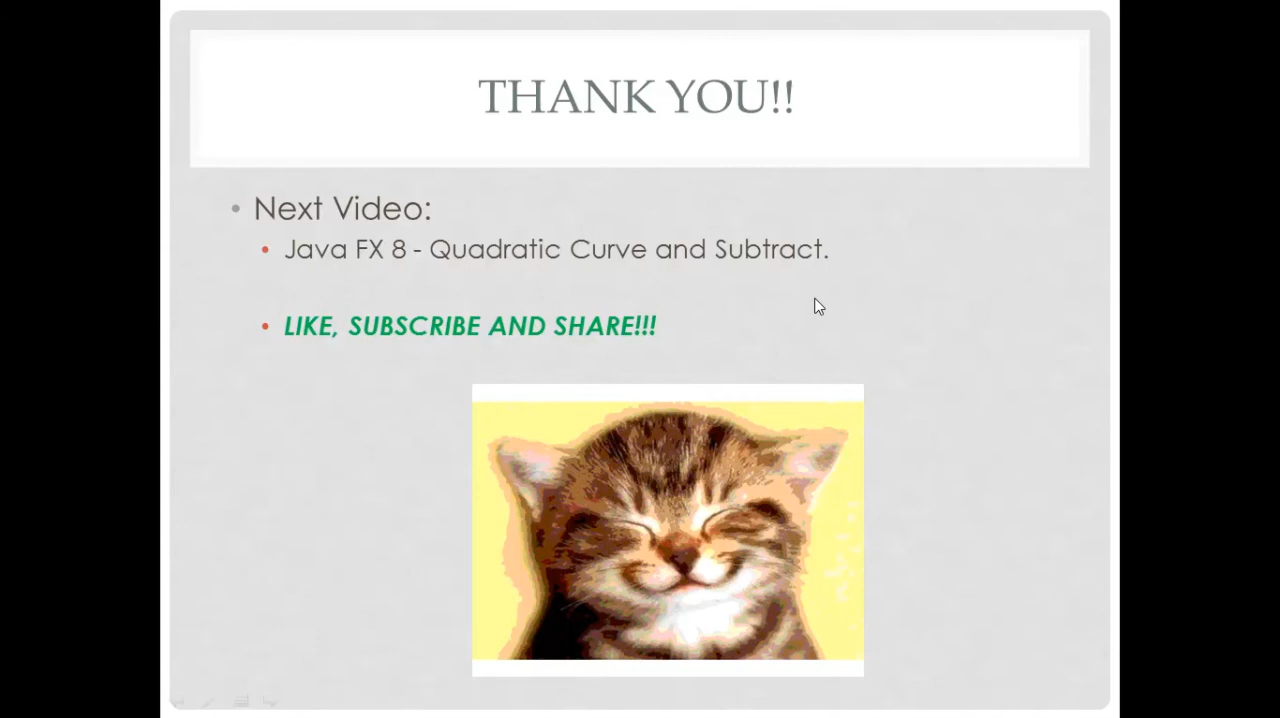 THANK YOU!!
Next Video:
Java FX 8 - Quadratic Curve and Subtract.
LIKE, SUBSCRIBE AND SHARE!!!